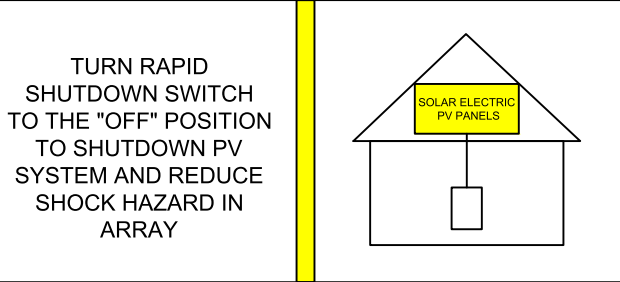 TURN RAPID
SHUTDOWN SWITCH
TO THE "OFF" POSITION
TO SHUTDOWN PV
SYSTEM AND REDUCE
SHOCK HAZARD IN
ARRAY
SOLAR ELECTRIC
PV PANELS